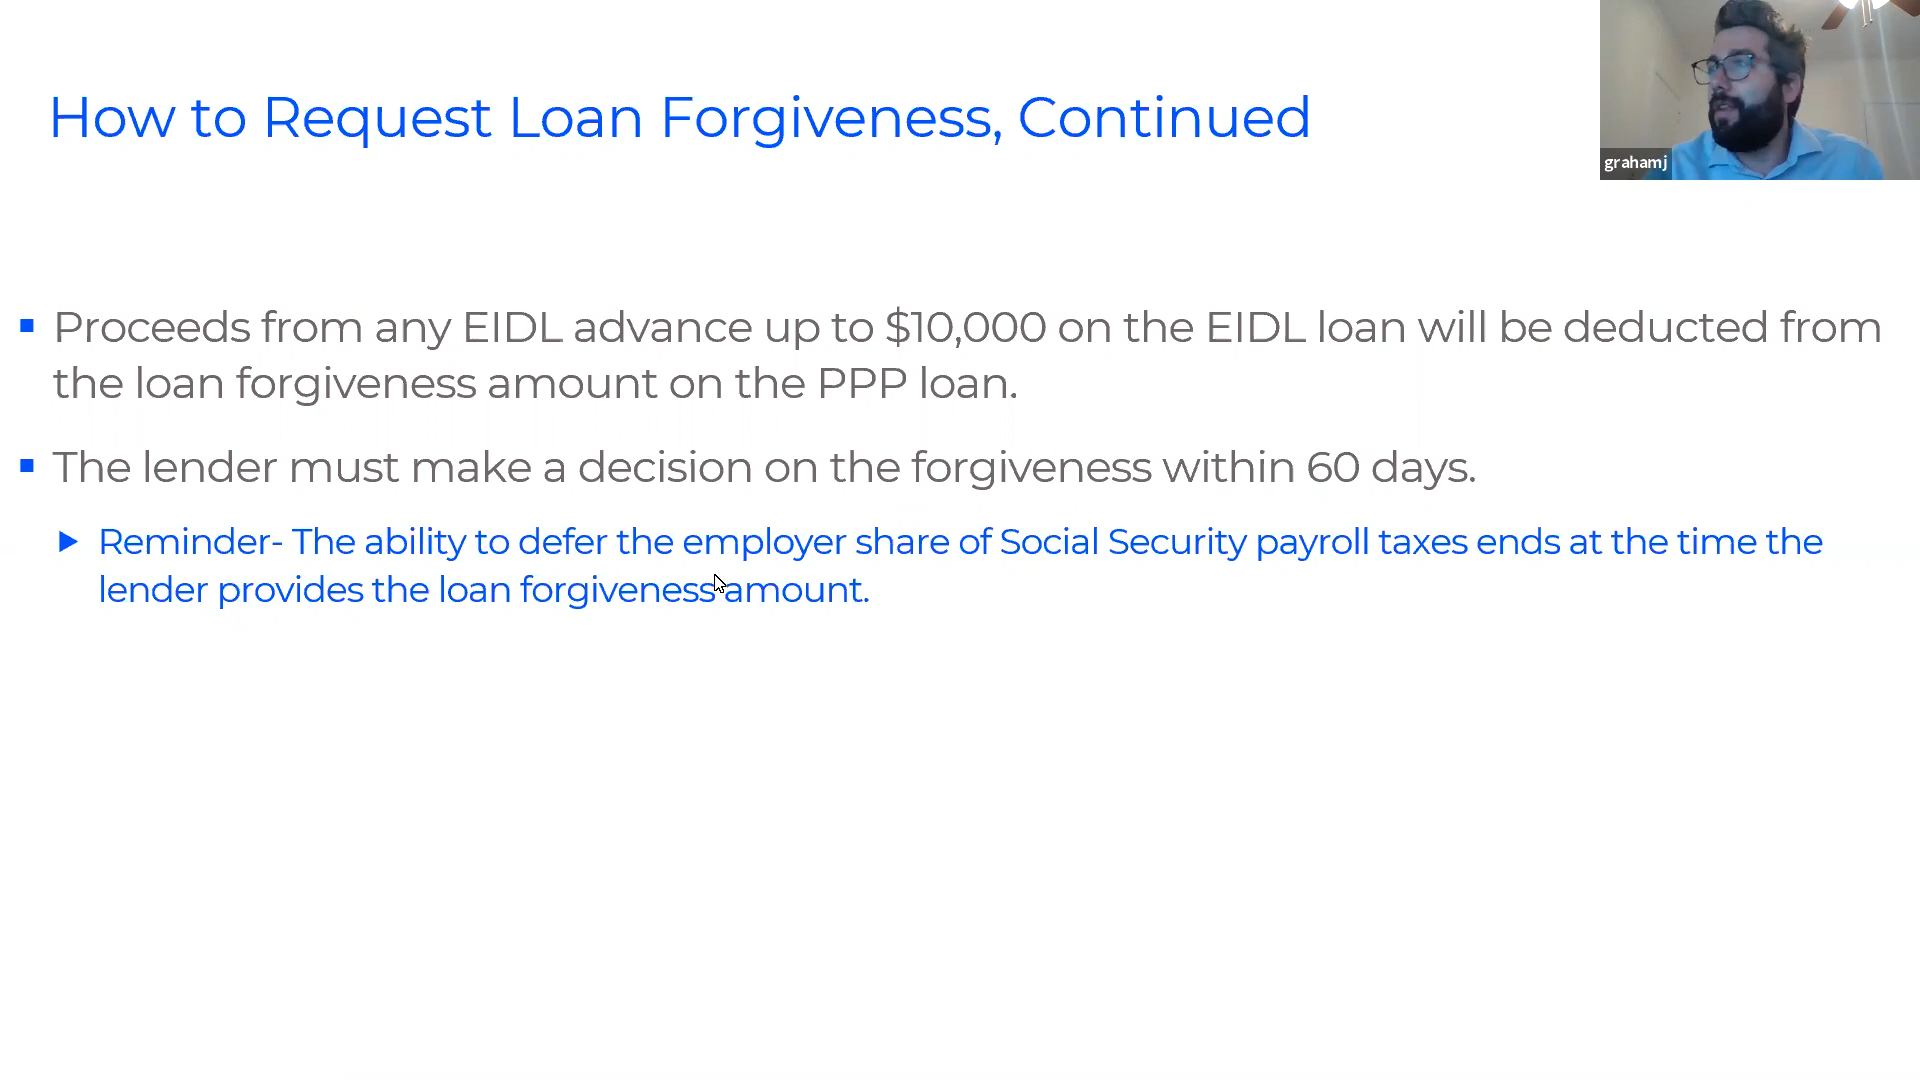 How to Request Loan Forgiveness, Continued
grahamj
Proceeds from any EIDL advance up to $10,000 on the EIDL loan will be deducted from
the loan forgiveness amount on the PPP loan.
The lender must make a decision on the forgiveness within 60 days.
Reminder- The ability to defer the employer share of Social Security payroll taxes ends at the time the
lender provides the loan forgiveness amount.